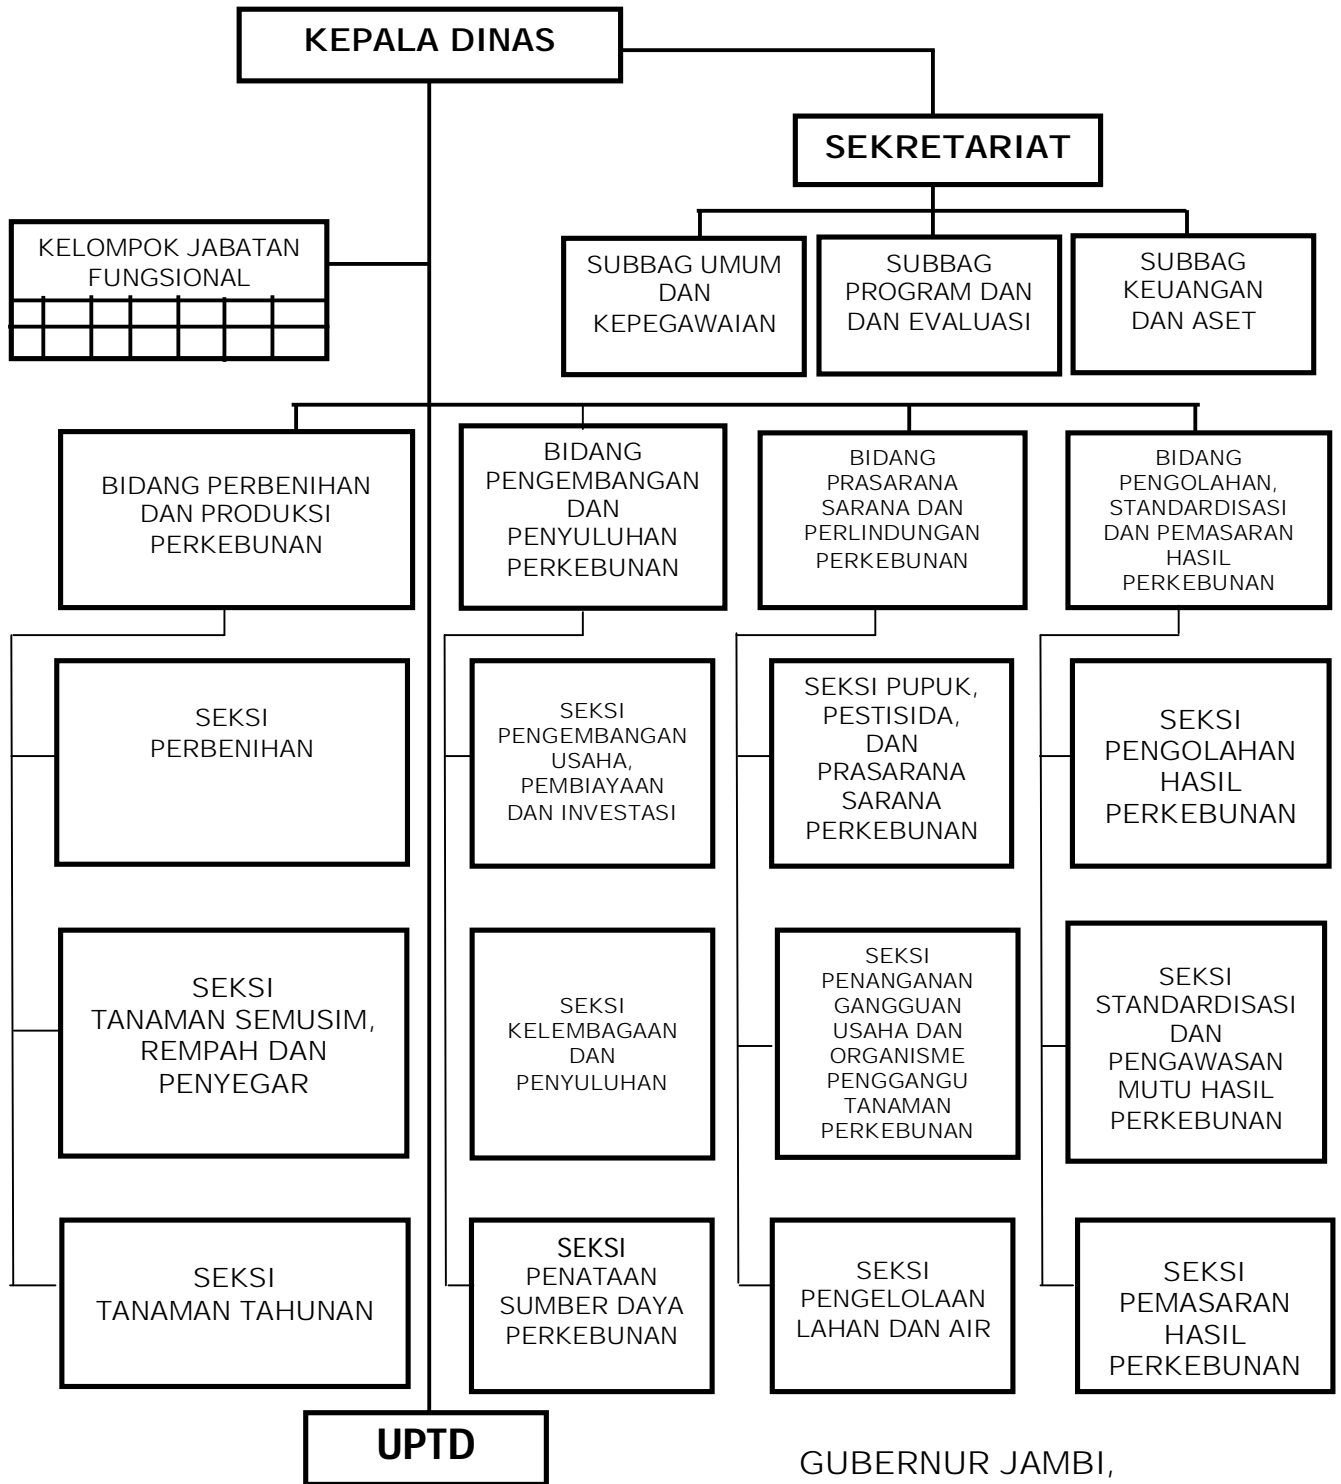 KEPALA DINAS
SEKRETARIAT
KELOMPOK JABATAN
FUNGSIONAL
SUBBAG UMUM
DAN
KEPEGAWAIAN
SUBBAG
PROGRAM DAN
DAN EVALUASI
SUBBAG
KEUANGAN
DAN ASET
BIDANG PERBENIHAN
DAN PRODUKSI
PERKEBUNAN
BIDANG
PENGEMBANGAN
DAN
PENYULUHAN
PERKEBUNAN
BIDANG
PRASARANA
SARANA DAN
PERLINDUNGAN
PERKEBUNAN
BIDANG
PENGOLAHAN,
STANDARDISASI
DAN PEMASARAN
HASIL
PERKEBUNAN
SEKSI
PERBENIHAN
SEKSI
PENGEMBANGAN
USAHA,
PEMBIAYAAN
DAN INVESTASI
SEKSI PUPUK,
PESTISIDA,
DAN
PRASARANA
SARANA
PERKEBUNAN
SEKSI
PENGOLAHAN
HASIL
PERKEBUNAN
SEKSI
TANAMAN SEMUSIM,
REMPAH DAN
PENYEGAR
SEKSI
KELEMBAGAAN
DAN
PENYULUHAN
SEKSI
PENANGANAN
GANGGUAN
USAHA DAN
ORGANISME
PENGGANGU
TANAMAN
PERKEBUNAN
SEKSI
STANDARDISASI
DAN
PENGAWASAN
MUTU HASIL
PERKEBUNAN
SEKSI
TANAMAN TAHUNAN
SEKSI
PENATAAN
SUMBER DAYA
PERKEBUNAN
SEKSI
PENGELOLAAN
LAHAN DAN AIR
SEKSI
PEMASARAN
HASIL
PERKEBUNAN
UPTD
GUBERNUR JAMBI,